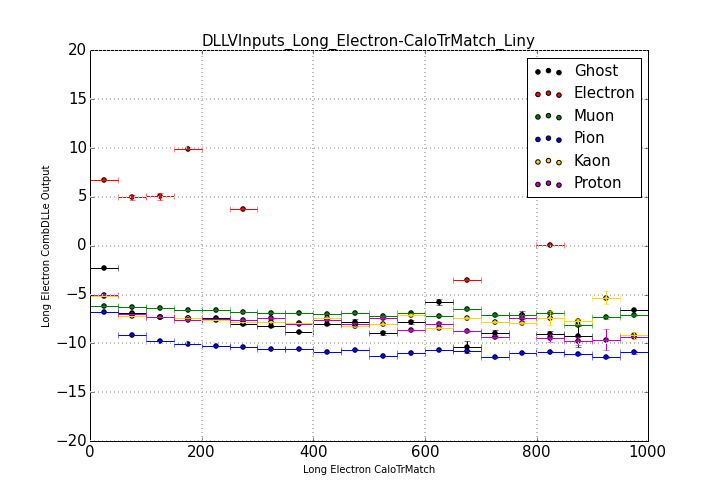 DLLVInputs_Long_Electron-CaloTrMatch_Liny
Long Electron CombDLLe Output
20
15
10
5
0
−5
−10
−15
−20
Ghost
Electron
Muon
Pion
Kaon
Proton
0 200 400 600 800 1000
Long Electron CaloTrMatch